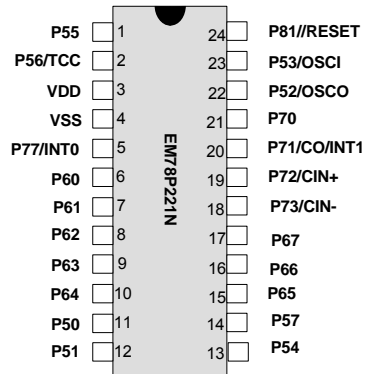 P55 1 24 P81//RESET
P56/TCC 2 23 P53/OSCI
VDD 3 22 P52/OSCO
VSS 4 21 P70
P77/INT0 5 20 P71/CO/INT1
P60 6 19 P72/CIN+
P61 7 18 P73/CIN-
P62 8 17 P67
P63 9 16 P66
P64 10 15 P65
P50 11 14 P57
P51 12 13 P54
EM78P221N